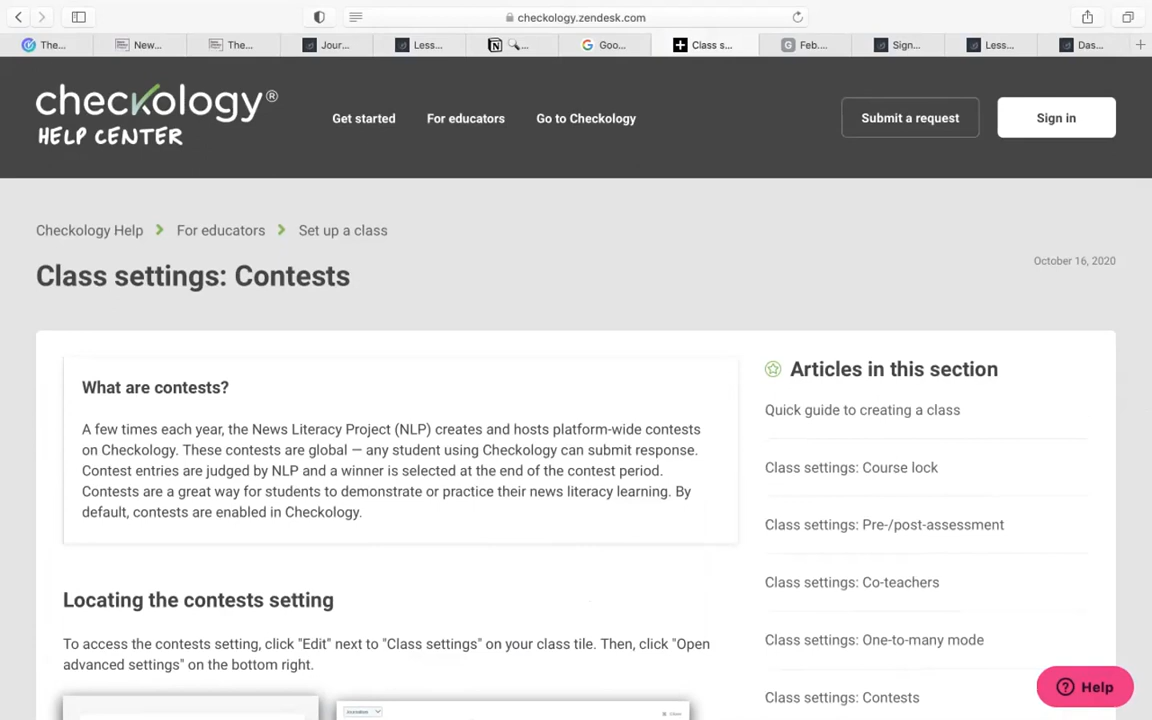 checkology.zendesk.com
The...
New...
The...
Jour...
Less...
🔍...
Goo...
Class s...
Feb....
Sign...
Less...
Das...
checkology®
HELP CENTER
Get started
For educators
Go to Checkology
Submit a request
Sign in
Checkology Help
For educators
Set up a class
Class settings: Contests
October 16, 2020
What are contests?
A few times each year, the News Literacy Project (NLP) creates and hosts platform-wide contests
on Checkology. These contests are global — any student using Checkology can submit response.
Contest entries are judged by NLP and a winner is selected at the end of the contest period.
Contests are a great way for students to demonstrate or practice their news literacy learning. By
default, contests are enabled in Checkology.
Locating the contests setting
To access the contests setting, click "Edit" next to "Class settings" on your class tile. Then, click "Open
advanced settings" on the bottom right.
Articles in this section
Quick guide to creating a class
Class settings: Course lock
Class settings: Pre-/post-assessment
Class settings: Co-teachers
Class settings: One-to-many mode
Class settings: Contests
Help